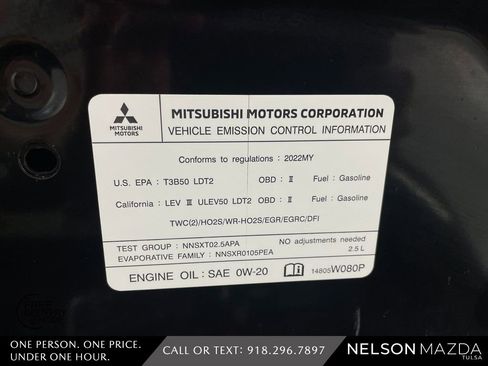 MITSUBISHI
MOTORS
MITSUBISHI MOTORS CORPORATION
VEHICLE EMISSION CONTROL INFORMATION
Conforms to regulations : 2022MY
U.S. EPA : T3B50 LDT2 OBD : II Fuel : Gasoline
California : LEV III ULEV50 LDT2 OBD : II Fuel : Gasoline
TWC(2)/HO2S/WR-HO2S/EGR/EGRC/DFI
TEST GROUP : NNSXT02.5APA NO adjustments needed
EVAPORATIVE FAMILY : NNSXR0105PEA 2.5 L
ENGINE OIL : SAE 0W-20 14805W080P
ONE PERSON. ONE PRICE.
UNDER ONE HOUR.
CALL OR TEXT: 918.296.7897
NELSON MAZDA
TULSA